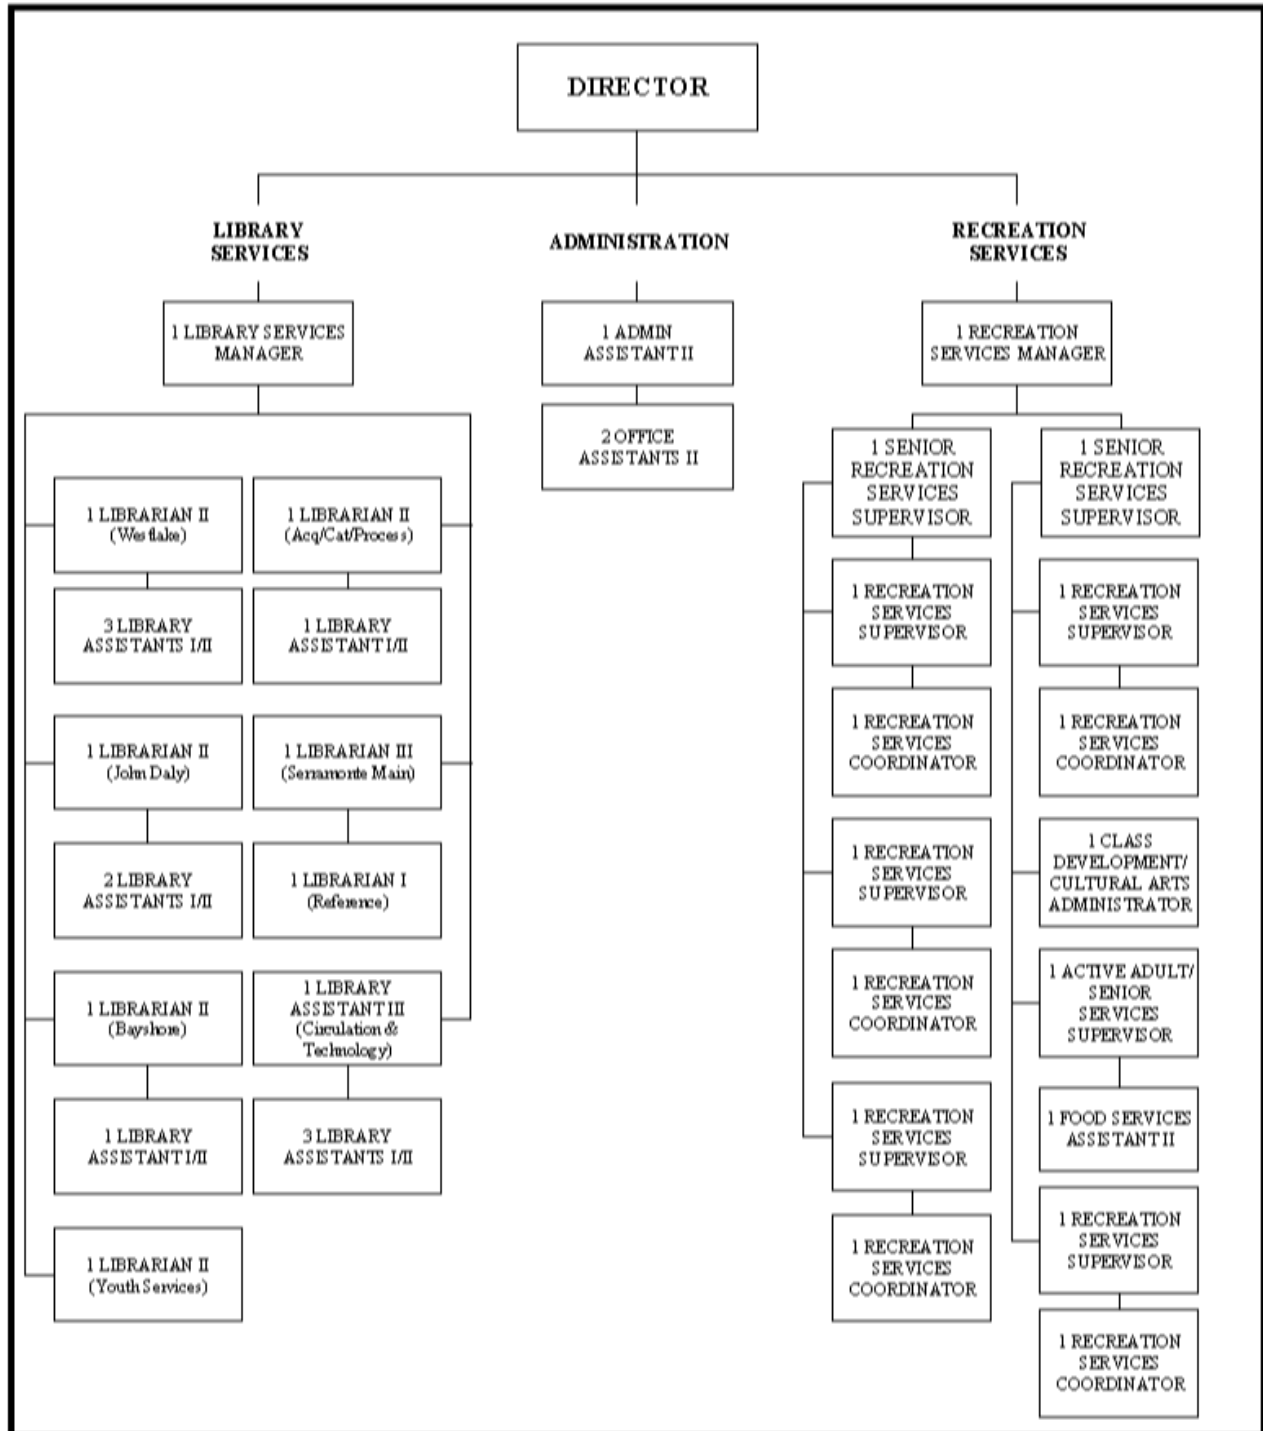 DIRECTOR
LIBRARY
SERVICES
ADMINISTRATION
RECREATION
SERVICES
1 LIBRARY SERVICES
MANAGER
1 ADMIN
ASSISTANT II
2 OFFICE
ASSISTANTS II
1 RECREATION
SERVICES MANAGER
1 LIBRARIAN II
(Westlake)
3 LIBRARY
ASSISTANTS I/II
1 LIBRARIAN II
(John Daly)
2 LIBRARY
ASSISTANTS I/II
1 LIBRARIAN II
(Bayshore)
1 LIBRARY
ASSISTANT I/II
1 LIBRARIAN II
(Youth Services)
1 LIBRARIAN II
(Acq/Cat/Process)
1 LIBRARY
ASSISTANT I/II
1 LIBRARIAN III
(Serramonte Main)
1 LIBRARIAN I
(Reference)
1 LIBRARY
ASSISTANT III
(Circulation &
Technology)
3 LIBRARY
ASSISTANTS I/II
1 SENIOR
RECREATION
SERVICES
SUPERVISOR
1 RECREATION
SERVICES
SUPERVISOR
1 RECREATION
SERVICES
COORDINATOR
1 RECREATION
SERVICES
SUPERVISOR
1 RECREATION
SERVICES
COORDINATOR
1 RECREATION
SERVICES
SUPERVISOR
1 RECREATION
SERVICES
COORDINATOR
1 SENIOR
RECREATION
SERVICES
SUPERVISOR
1 RECREATION
SERVICES
SUPERVISOR
1 RECREATION
SERVICES
COORDINATOR
1 CLASS
DEVELOPMENT/
CULTURAL ARTS
ADMINISTRATOR
1 ACTIVE ADULT/
SENIOR
SERVICES
SUPERVISOR
1 FOOD SERVICES
ASSISTANT II
1 RECREATION
SERVICES
SUPERVISOR
1 RECREATION
SERVICES
COORDINATOR